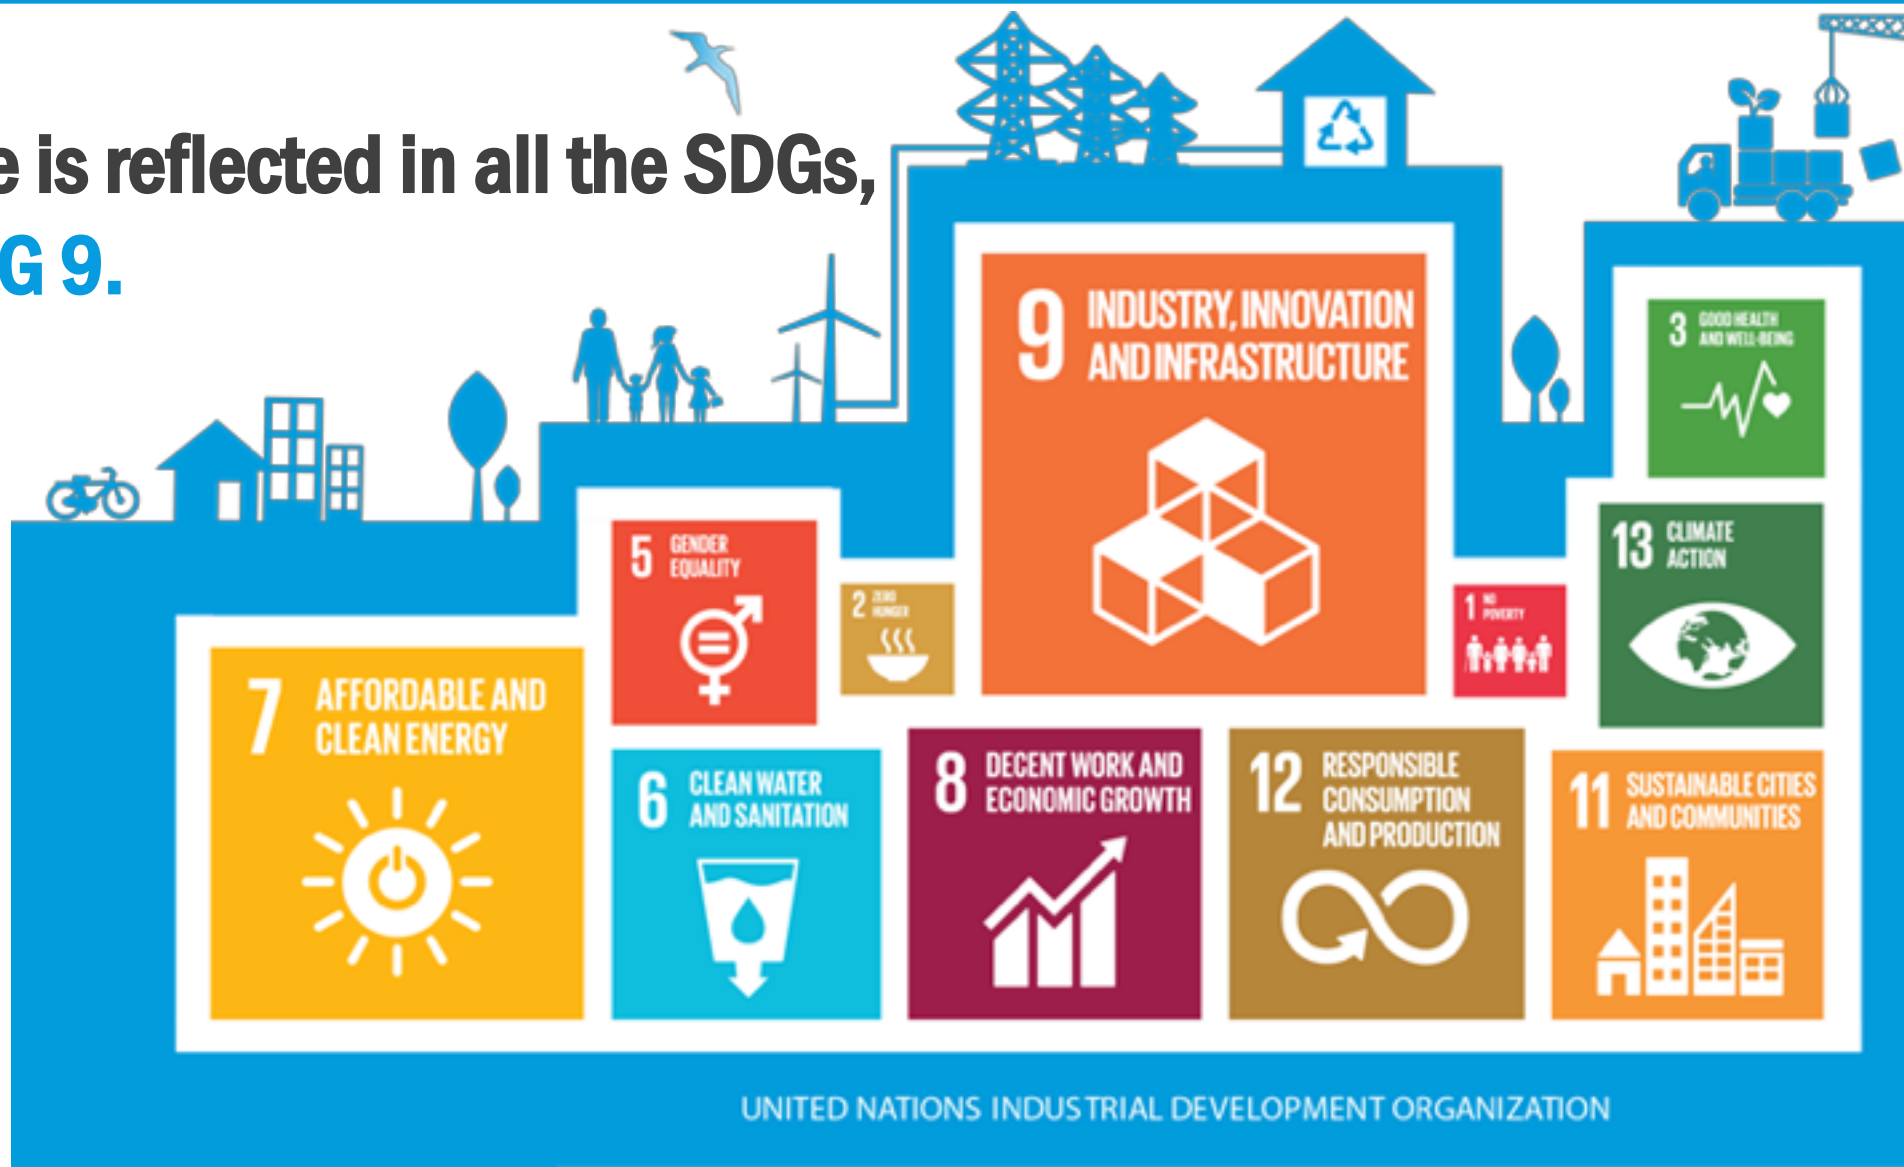 e is reflected in all the SDGs,
G 9.
9 INDUSTRY, INNOVATION
AND INFRASTRUCTURE
3 GOOD HEALTH
AND WELL-BEING
5 GENDER
EQUALITY
2 ZERO
HUNGER
1 NO
POVERTY
13 CLIMATE
ACTION
7 AFFORDABLE AND
CLEAN ENERGY
6 CLEAN WATER
AND SANITATION
8 DECENT WORK AND
ECONOMIC GROWTH
12 RESPONSIBLE
CONSUMPTION
AND PRODUCTION
11 SUSTAINABLE CITIES
AND COMMUNITIES
UNITED NATIONS INDUSTRIAL DEVELOPMENT ORGANIZATION